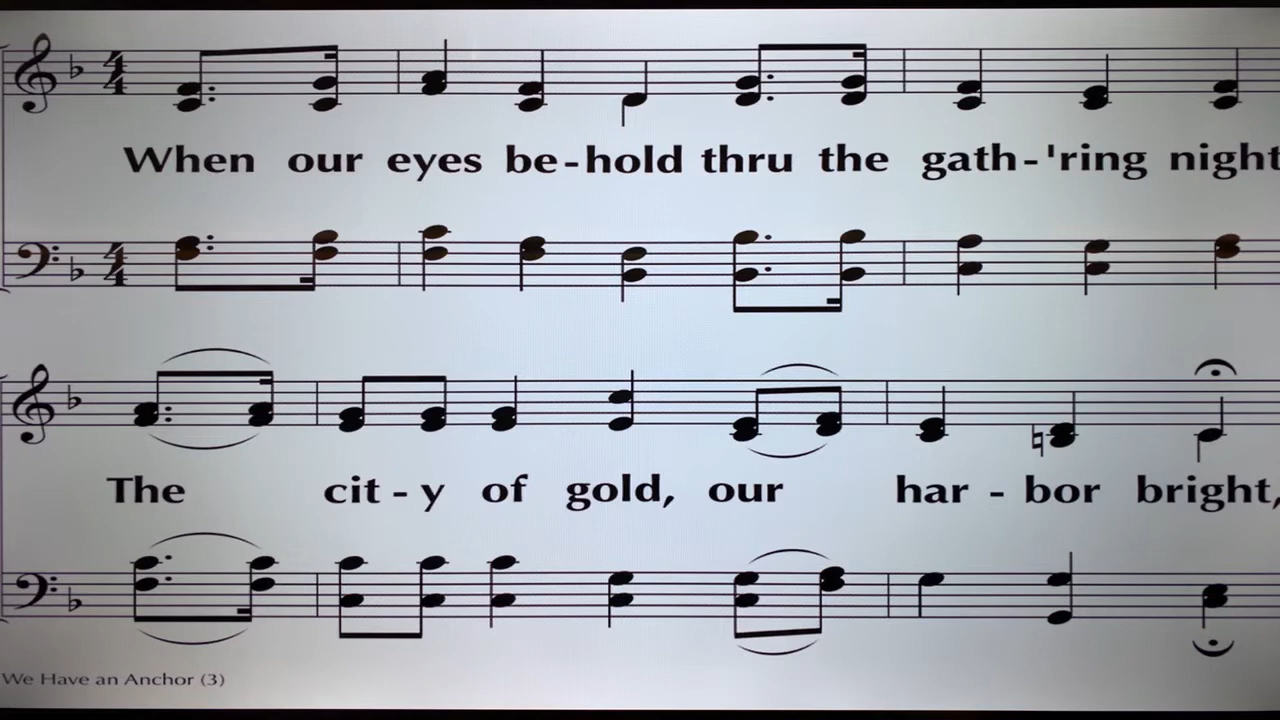 When our eyes be-hold thru the gath-'ring night
The cit-y of gold, our har-bor bright,
We Have an Anchor (3)